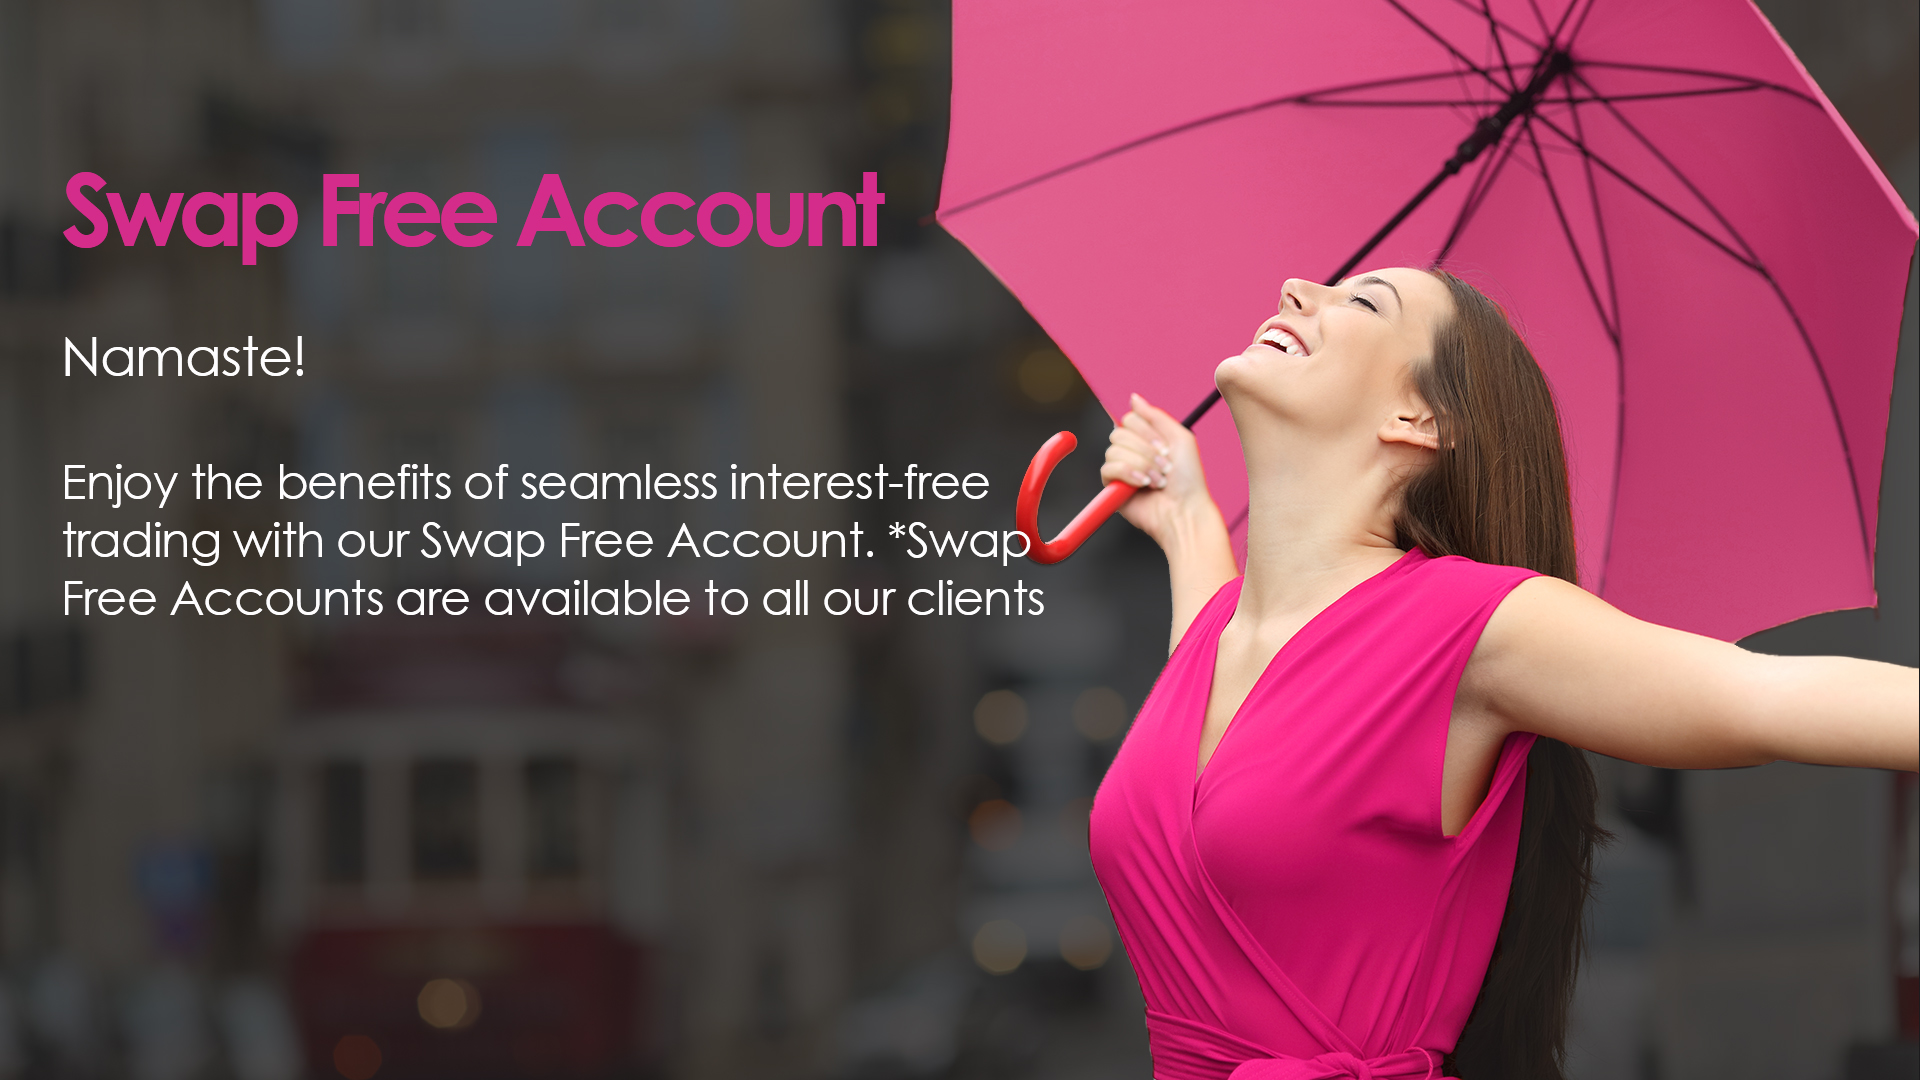 Swap Free Account
Namaste!
Enjoy the benefits of seamless interest-free
trading with our Swap Free Account. *Swap
Free Accounts are available to all our clients